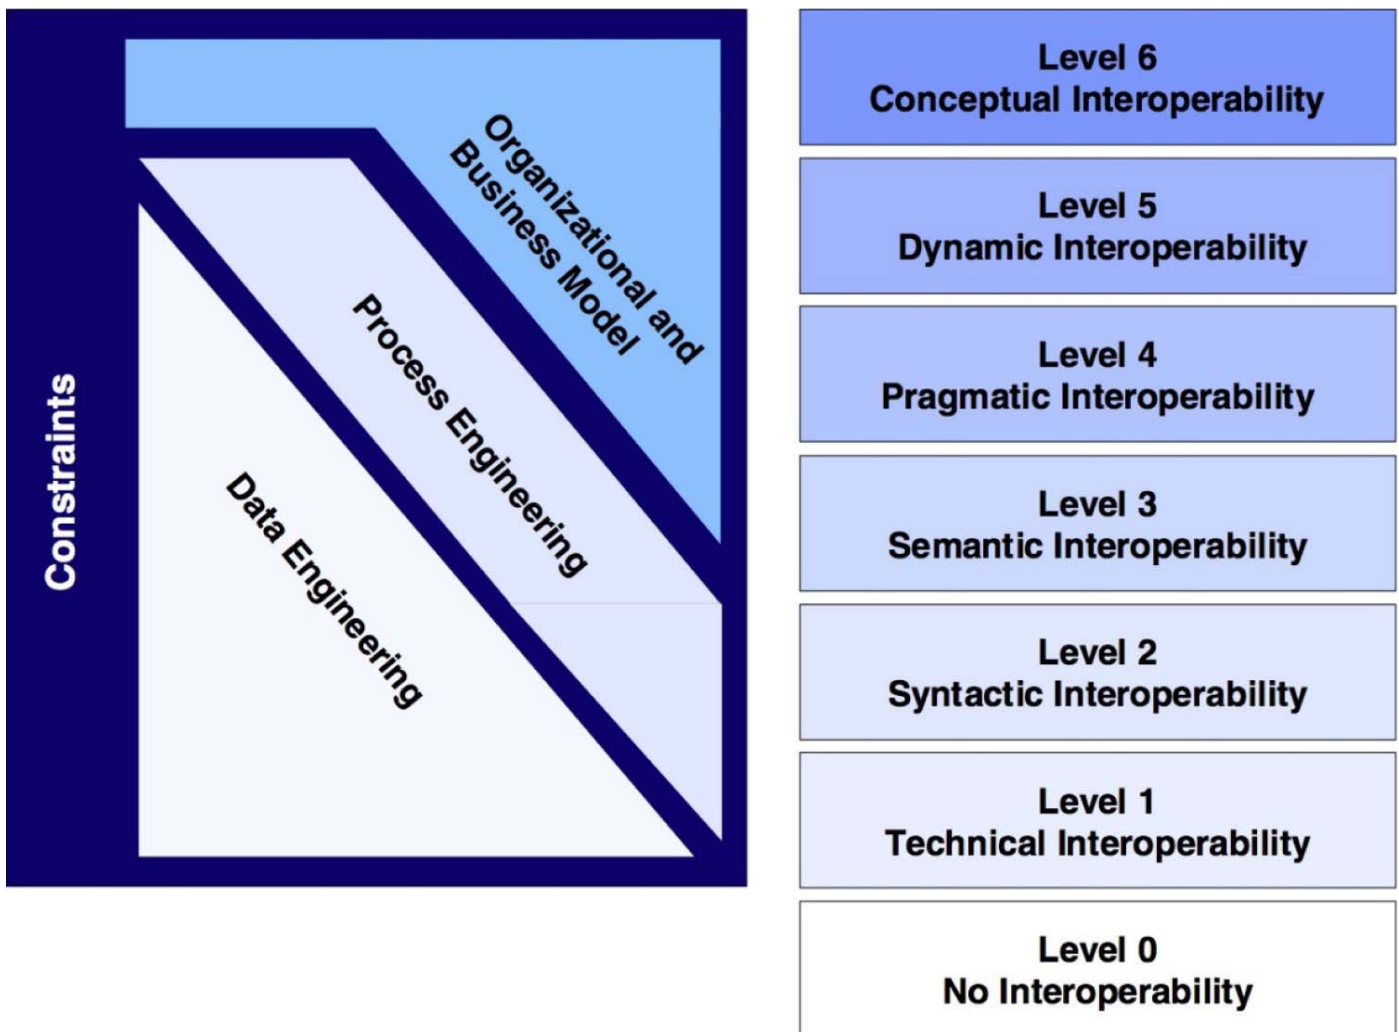 Constraints
Organizational and
Business Model
Process Engineering
Data Engineering
Level 6
Conceptual Interoperability
Level 5
Dynamic Interoperability
Level 4
Pragmatic Interoperability
Level 3
Semantic Interoperability
Level 2
Syntactic Interoperability
Level 1
Technical Interoperability
Level 0
No Interoperability